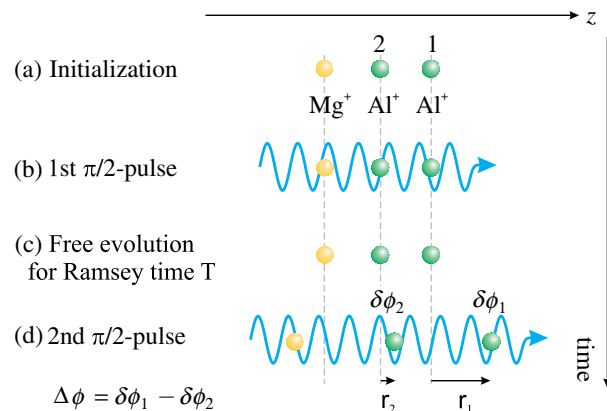 z
2 1
(a) Initialization
Mg⁺ Al⁺ Al⁺
(b) 1st π/2-pulse
(c) Free evolution
for Ramsey time T
δϕ₂ δϕ₁
(d) 2nd π/2-pulse
time
Δϕ = δϕ₁ − δϕ₂
r₂ r₁